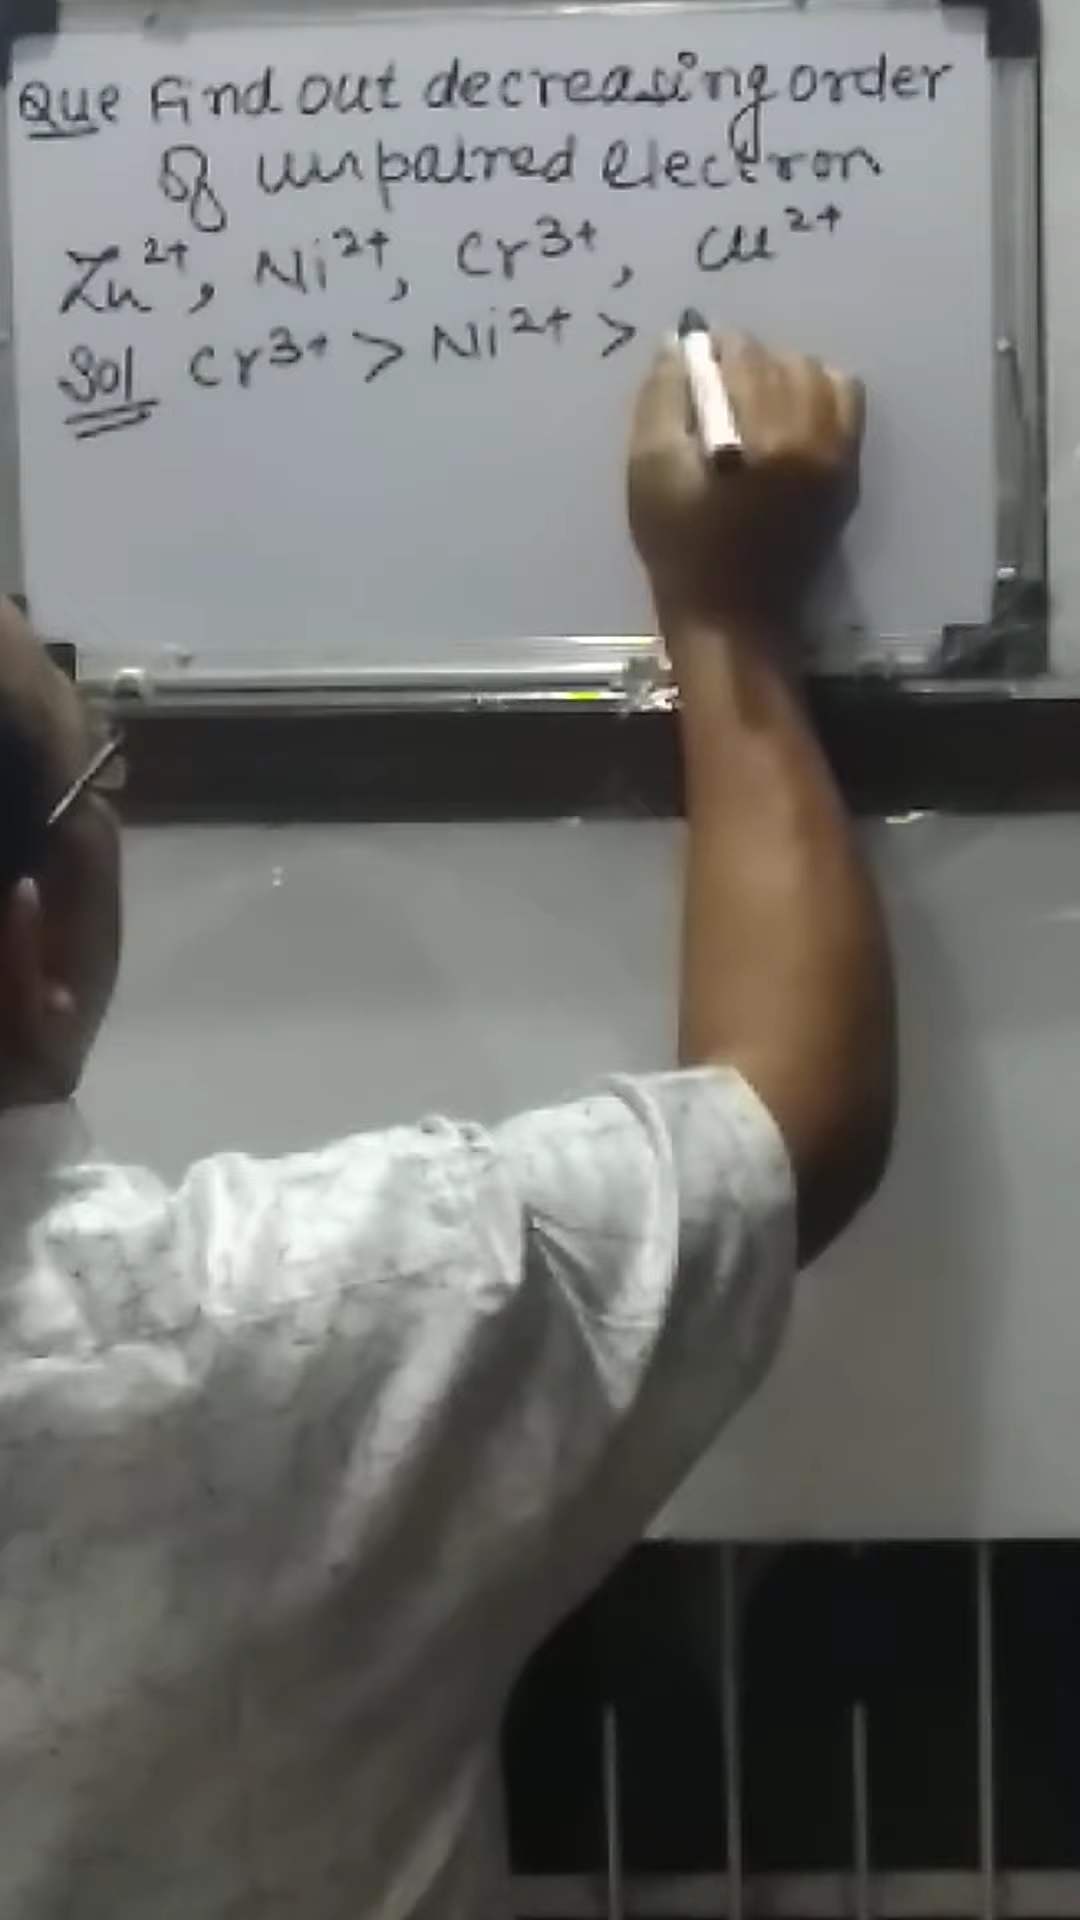 Que Find out decreasing order
Of unpaired electron
Zn²⁺, Ni²⁺, Cr³⁺, Cu²⁺
Sol Cr³⁺ > Ni²⁺ >